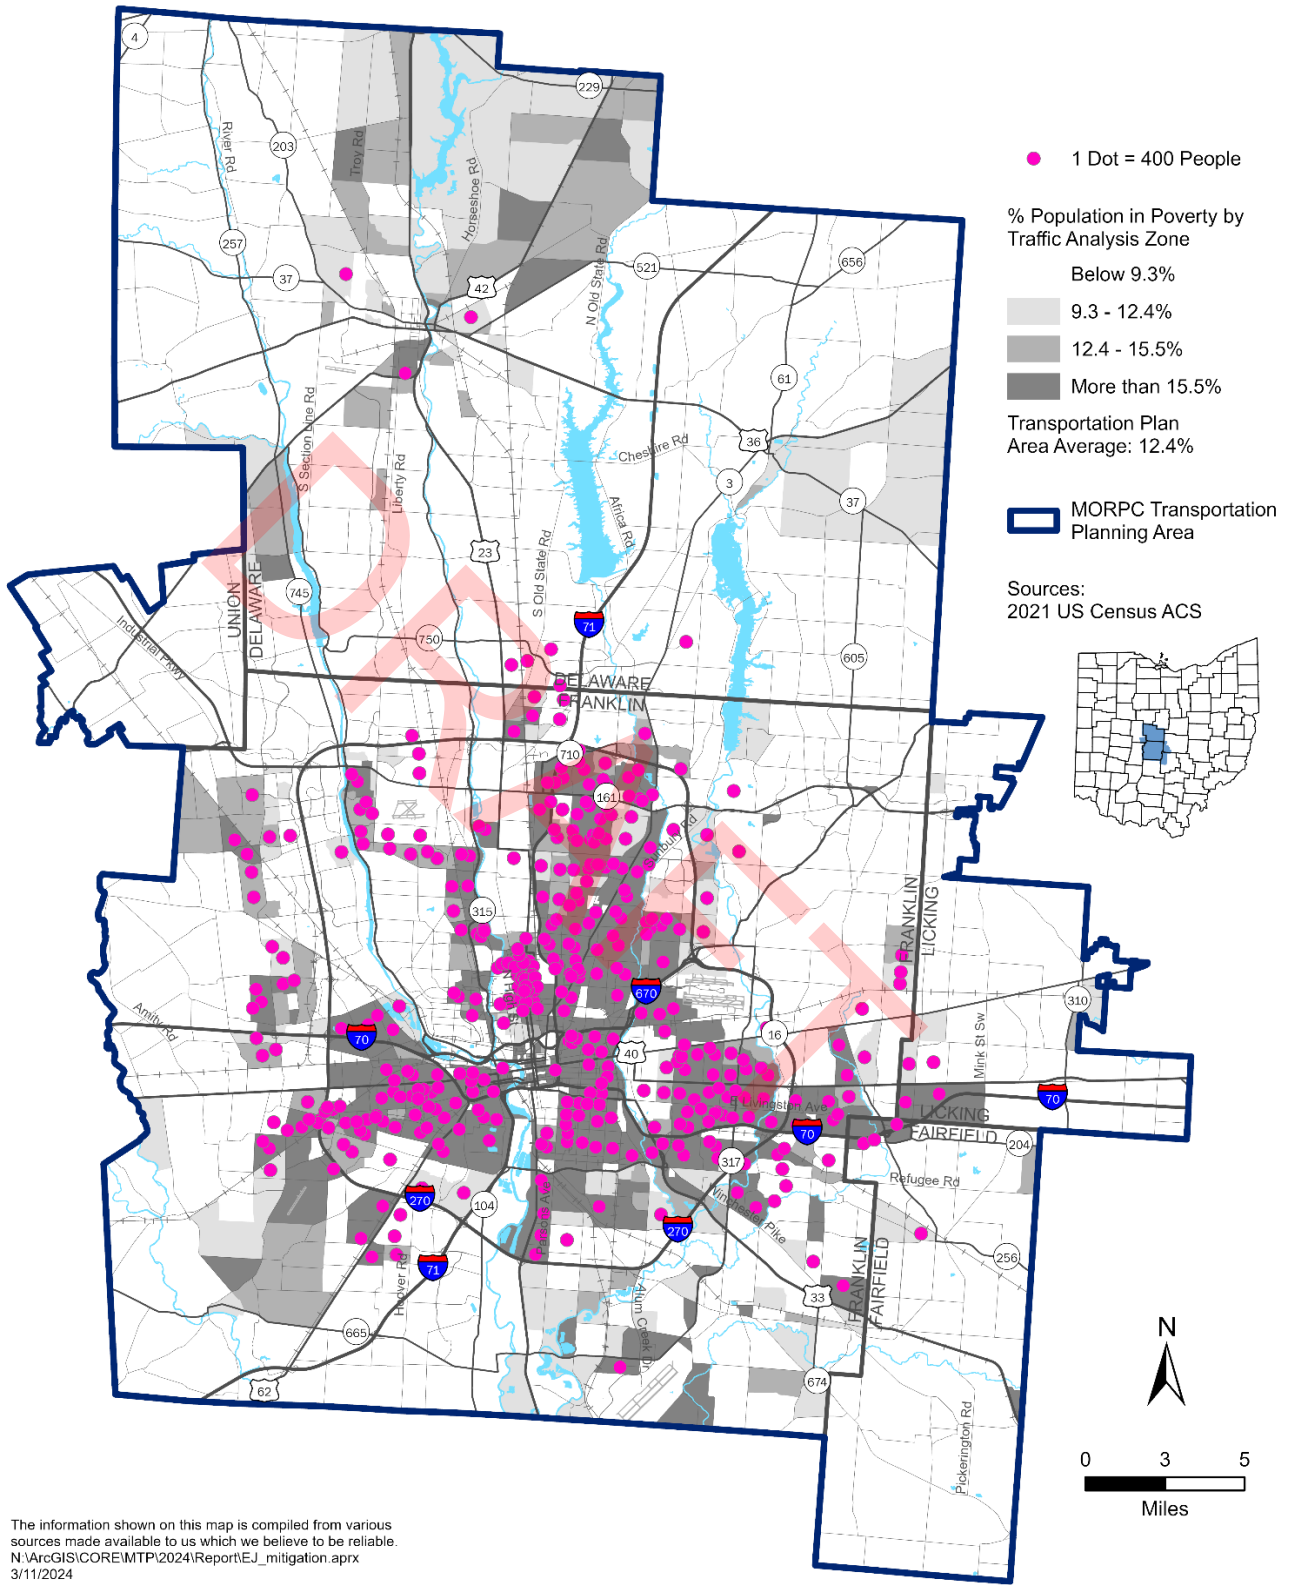 1 Dot = 400 People
% Population in Poverty by
Traffic Analysis Zone
Below 9.3%
9.3 - 12.4%
12.4 - 15.5%
More than 15.5%
Transportation Plan
Area Average: 12.4%
MORPC Transportation
Planning Area
Sources:
2021 US Census ACS
4
229
River Rd
203
Troy Rd
Horseshoe Rd
257
37
42
N Old State Rd
521
656
61
S Section Line Rd
Liberty Rd
Cheshire Rd
36
3
37
Africa Rd
23
S Old State Rd
UNION
DELAWARE
745
Industrial Pkwy
750
71
605
DELAWARE
FRANKLIN
710
161
Sunbury Rd
315
FRANKLIN
LICKING
N High St
670
310
Amity Rd
70
16
40
Mink St Sw
E Livingston Ave
70
LICKING
FAIRFIELD
70
204
317
Refugee Rd
270
104
Parsons Ave
Winchester Pike
270
71
Hoover Rd
256
FRANKLIN
FAIRFIELD
33
Alum Creek Dr
665
62
674
Pickerington Rd
DRAFT
N
0 3 5
Miles
The information shown on this map is compiled from various
sources made available to us which we believe to be reliable.
N:\ArcGIS\CORE\MTP\2024\Report\EJ_mitigation.aprx
3/11/2024